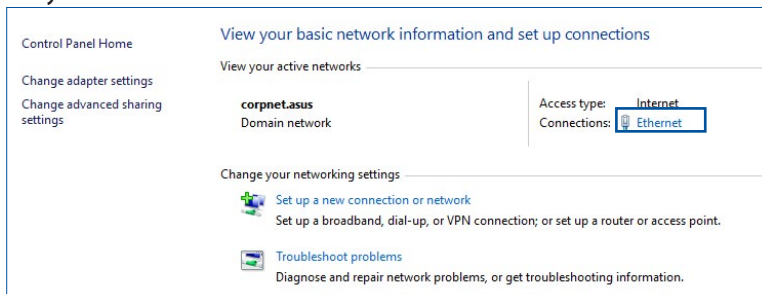 Control Panel Home
Change adapter settings
Change advanced sharing
settings
View your basic network information and set up connections
View your active networks
corpnet.asus
Domain network
Access type: Internet
Connections: Ethernet
Change your networking settings
Set up a new connection or network
Set up a broadband, dial-up, or VPN connection; or set up a router or access point.
Troubleshoot problems
Diagnose and repair network problems, or get troubleshooting information.